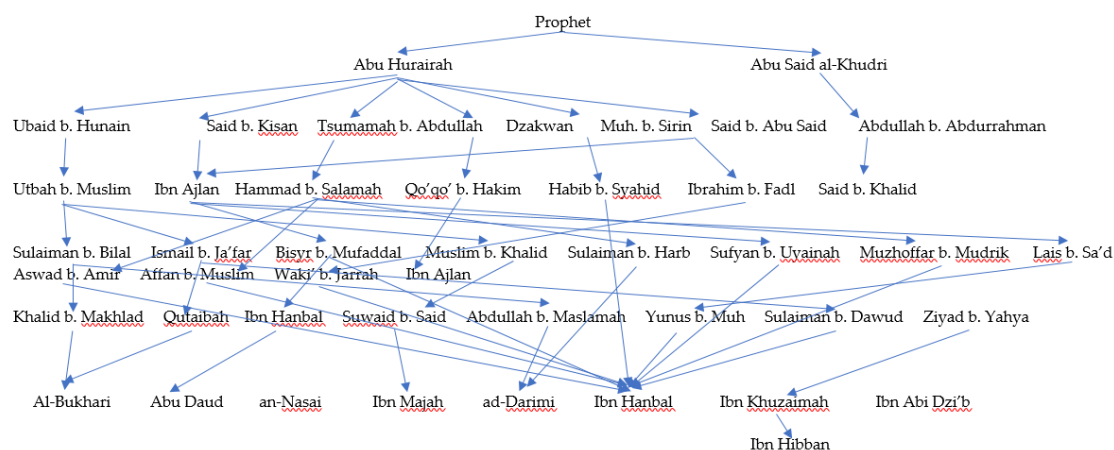 Prophet
Abu Hurairah Abu Said al-Khudri
Ubaid b. Hunain Said b. Kisan Tsumamah b. Abdullah Dzakwan Muh. b. Sirin Said b. Abu Said Abdullah b. Abdurrahman
Utbah b. Muslim Ibn Ajlan Hammad b. Salamah Qo'qo' b. Hakim Habib b. Syahid Ibrahim b. Fadl Said b. Khalid
Sulaiman b. Bilal Ismail b. Ja'far Bisyr b. Mufaddal Muslim b. Khalid Sulaiman b. Harb Sufyan b. Uyainah Muzhoffar b. Mudrik Lais b. Sa'd
Aswad b. Amir Affan b. Muslim Waki' b. Jarrah Ibn Ajlan
Khalid b. Makhlad Qutaibah Ibn Hanbal Suwaid b. Said Abdullah b. Maslamah Yunus b. Muh Sulaiman b. Dawud Ziyad b. Yahya
Al-Bukhari Abu Daud an-Nasai Ibn Majah ad-Darimi Ibn Hanbal Ibn Khuzaimah Ibn Abi Dzi'b
Ibn Hibban